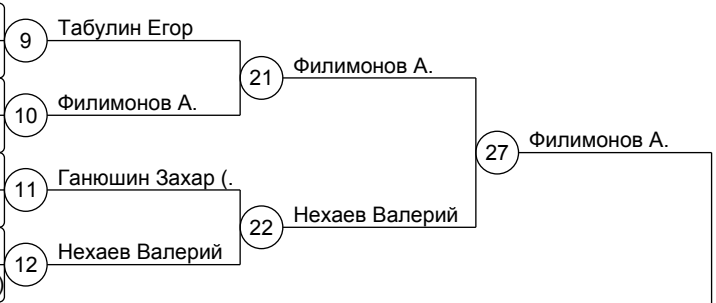 9 Табулин Егор
21 Филимонов А.
10 Филимонов А.
27 Филимонов А.
11 Ганюшин Захар (.
22 Нехаев Валерий
12 Нехаев Валерий